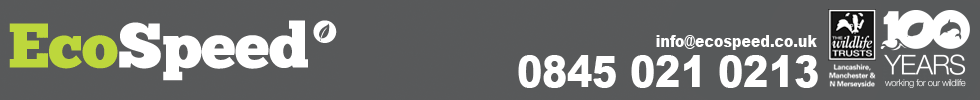 EcoSpeed
info@ecospeed.co.uk
0845 021 0213
THE
wildlife
TRUSTS
Lancashire,
Manchester &
N Merseyside
100
YEARS
working for our wildlife